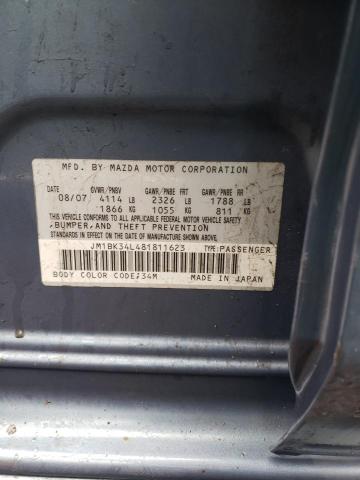 MFD. BY MAZDA MOTOR CORPORATION
GVWR/PNBV GAWR/PNBE FRT GAWR/PNBE RR
08/07 4114 LB 2326 LB 1788 LB
1866 KG 1055 KG 811 KG
THIS VEHICLE CONFORMS TO ALL
APPLICABLE FEDERAL MOTOR VEHICLE SAFETY
, BUMPER, AND THEFT PREVENTION
STANDARDS IN EFFECT ON THE DATE OF MANUFACTURE SHOWN ABOVE.
JM1BK34L481811623 TYPE:PASSENGER
BODY COLOR CODE:34M MADE IN JAPAN